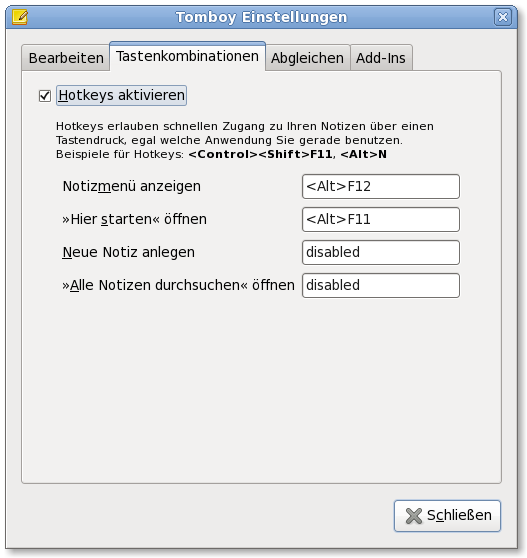 Tomboy Einstellungen
Bearbeiten Tastenkombinationen Abgleichen Add-Ins
Hotkeys aktivieren
Hotkeys erlauben schnellen Zugang zu Ihren Notizen über einen
Tastendruck, egal welche Anwendung Sie gerade benutzen.
Beispiele für Hotkeys: <Control><Shift>F11, <Alt>N
Notizmenü anzeigen <Alt>F12
»Hier starten« öffnen <Alt>F11
Neue Notiz anlegen disabled
»Alle Notizen durchsuchen« öffnen disabled
Schließen